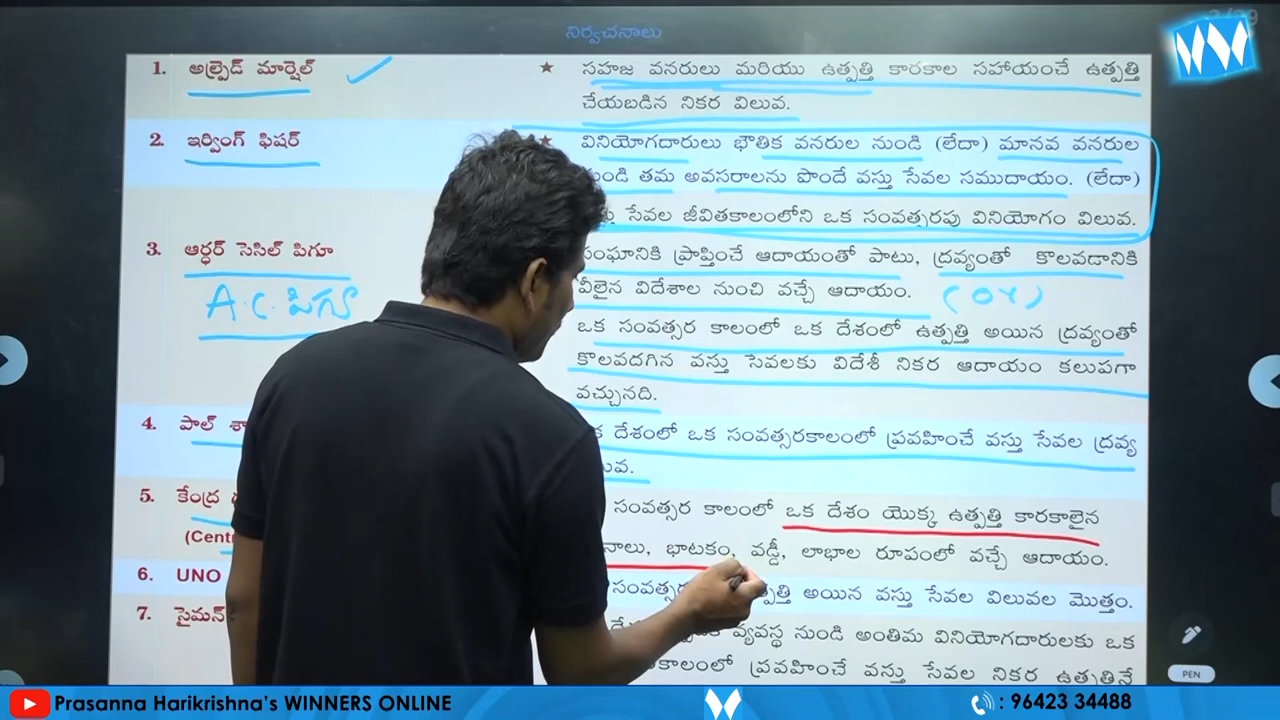 నిర్వచనాలు
1. అల్ఫ్రెడ్ మార్షెల్ ★ సహజ వనరులు మరియు ఉత్పత్తి కారకాల సహాయంచే ఉత్పత్తి
చేయబడిన నికర విలువ.
2. ఇర్వింగ్ ఫిషర్ ★ వినియోగదారులు భౌతిక వనరుల నుండి (లేదా) మానవ వనరుల
నుండి తమ అవసరాలను పొందే వస్తు సేవల సముదాయం. (లేదా)
సేవల జీవితకాలంలోని ఒక సంవత్సరపు వినియోగం విలువ.
3. ఆర్ధర్ సెసిల్ పిగూ సంఘానికి ప్రాప్తించే ఆదాయంతో పాటు, ద్రవ్యంతో కొలవడానికి
A.C. పిగూ వీలైన విదేశాల నుంచి వచ్చే ఆదాయం. (or)
ఒక సంవత్సర కాలంలో ఒక దేశంలో ఉత్పత్తి అయిన ద్రవ్యంతో
కొలవదగిన వస్తు సేవలకు విదేశీ నికర ఆదాయం కలుపగా
వచ్చునది.
4. పాల్ దేశంలో ఒక సంవత్సరకాలంలో ప్రవహించే వస్తు సేవల ద్రవ్య
5. కేంద్ర సంవత్సర కాలంలో ఒక దేశం యొక్క ఉత్పత్తి కారకాలైన
భాటకం, వడ్డీ, లాభాల రూపంలో వచ్చే ఆదాయం.
6. UNO అయిన వస్తు సేవల విలువల మొత్తం.
7. సైమన్ వ్యవస్థ నుండి అంతిమ వినియోగదారులకు ఒక
ప్రవహించే వస్తు సేవల నికర ఉత్పత్తినే
PEN
Prasanna Harikrishna's WINNERS ONLINE
: 96423 34488